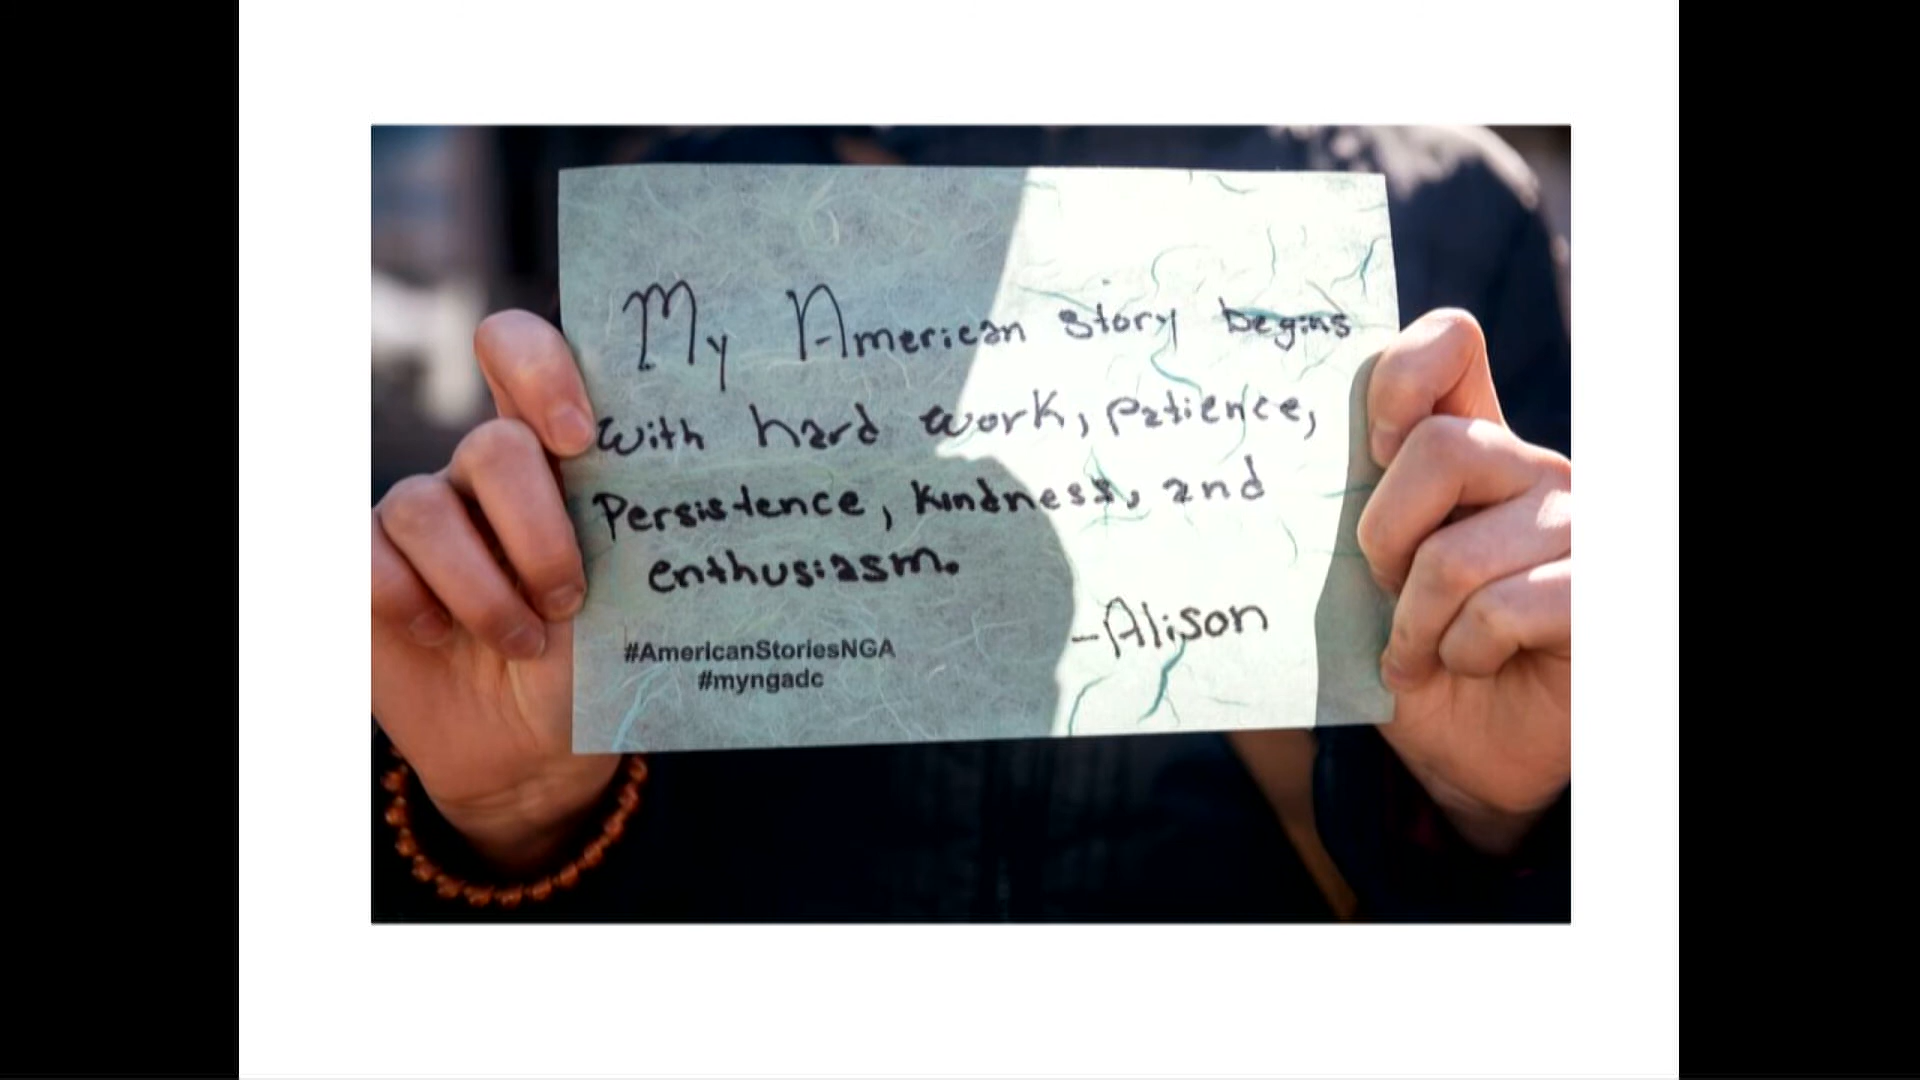 My American story begins
with hard work, patience,
Persistence, kindness, and
enthusiasm.
-Alison
#AmericanStoriesNGA
#myngadc